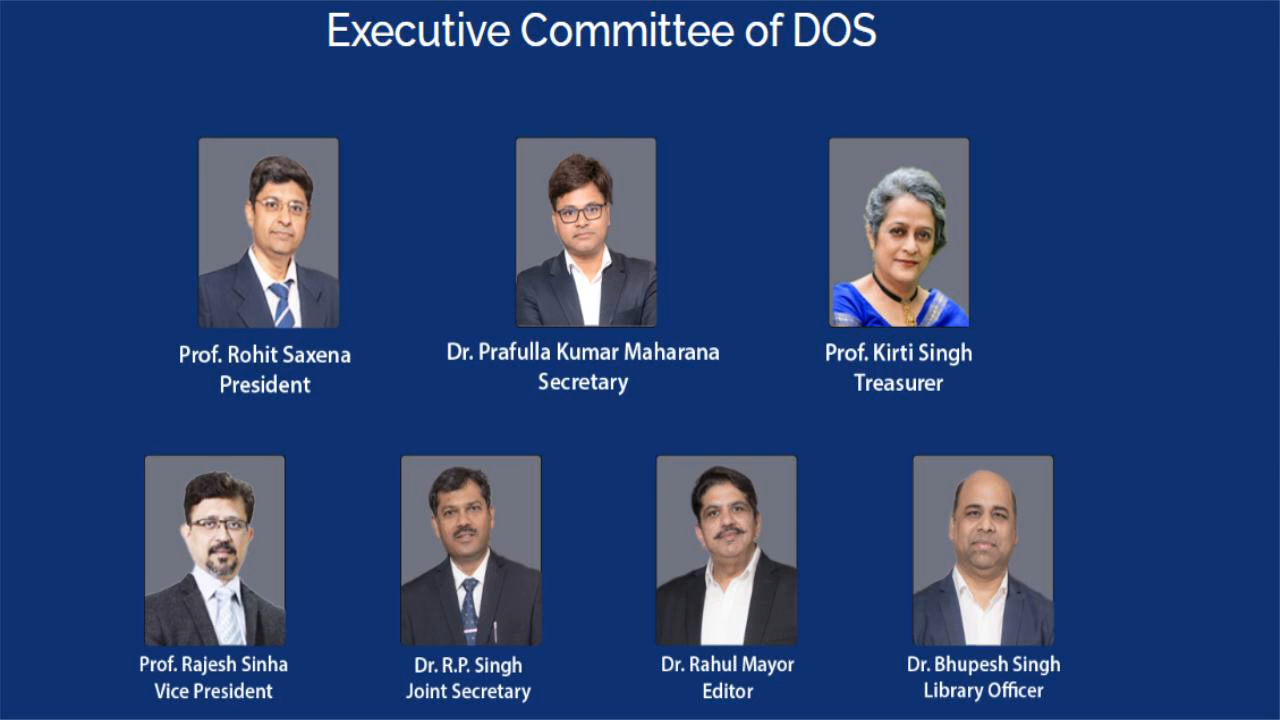 Executive Committee of DOS
Prof. Rohit Saxena
President
Dr. Prafulla Kumar Maharana
Secretary
Prof. Kirti Singh
Treasurer
Prof. Rajesh Sinha
Vice President
Dr. R.P. Singh
Joint Secretary
Dr. Rahul Mayor
Editor
Dr. Bhupesh Singh
Library Officer